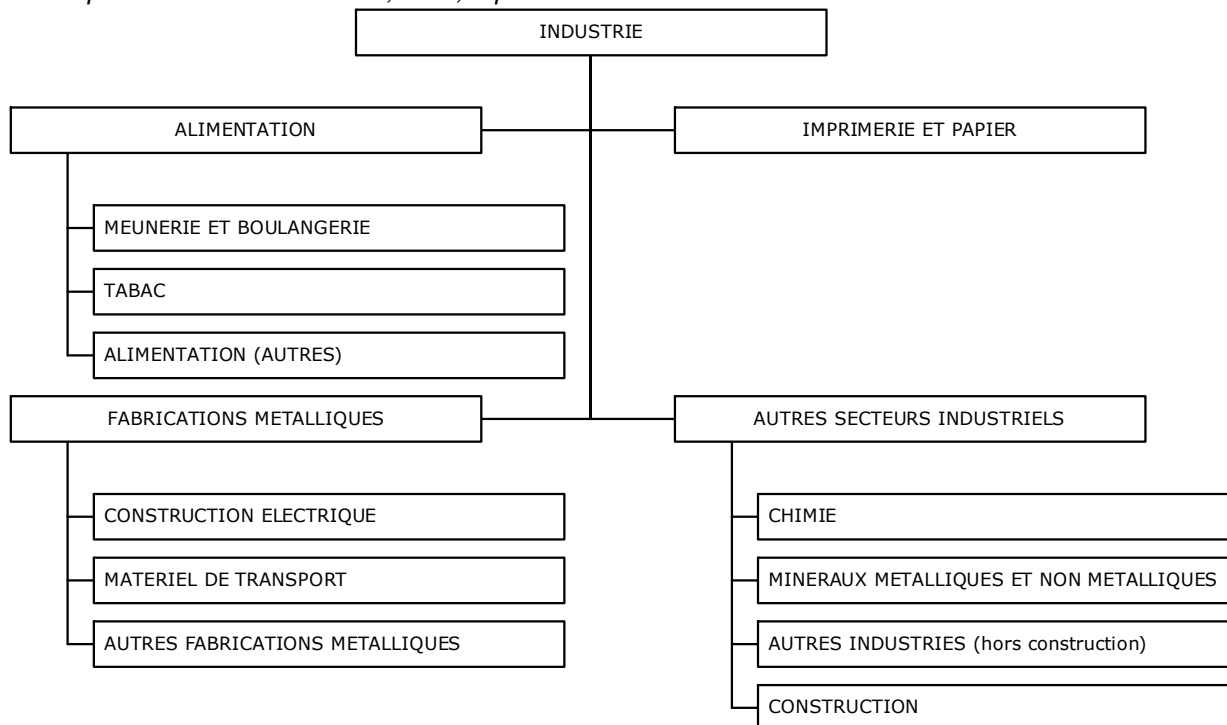 INDUSTRIE
ALIMENTATION
IMPRIMERIE ET PAPIER
MEUNERIE ET BOULANGERIE
TABAC
ALIMENTATION (AUTRES)
FABRICATIONS METALLIQUES
AUTRES SECTEURS INDUSTRIELS
CONSTRUCTION ELECTRIQUE
CHIMIE
MATERIEL DE TRANSPORT
MINERAUX METALLIQUES ET NON METALLIQUES
AUTRES FABRICATIONS METALLIQUES
AUTRES INDUSTRIES (hors construction)
CONSTRUCTION